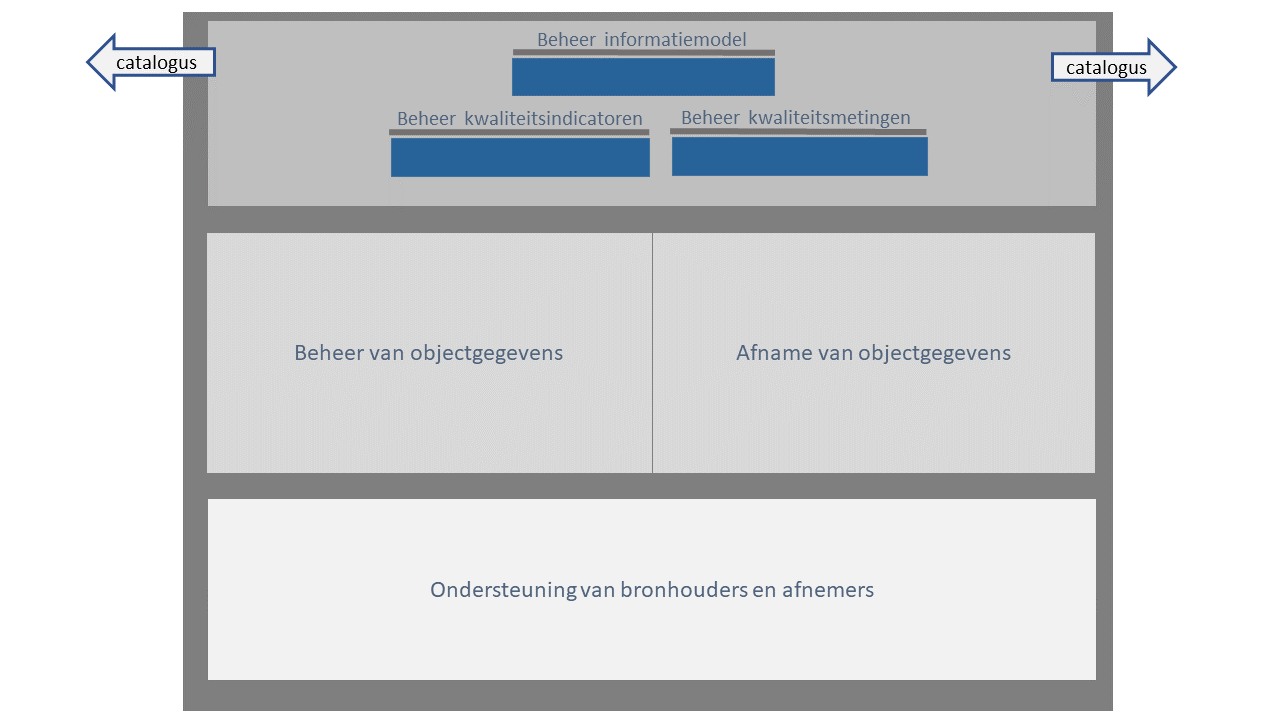 Beheer informatiemodel
catalogus
catalogus
Beheer kwaliteitsindicatoren
Beheer kwaliteitsmetingen
Beheer van objectgegevens
Afname van objectgegevens
Ondersteuning van bronhouders en afnemers